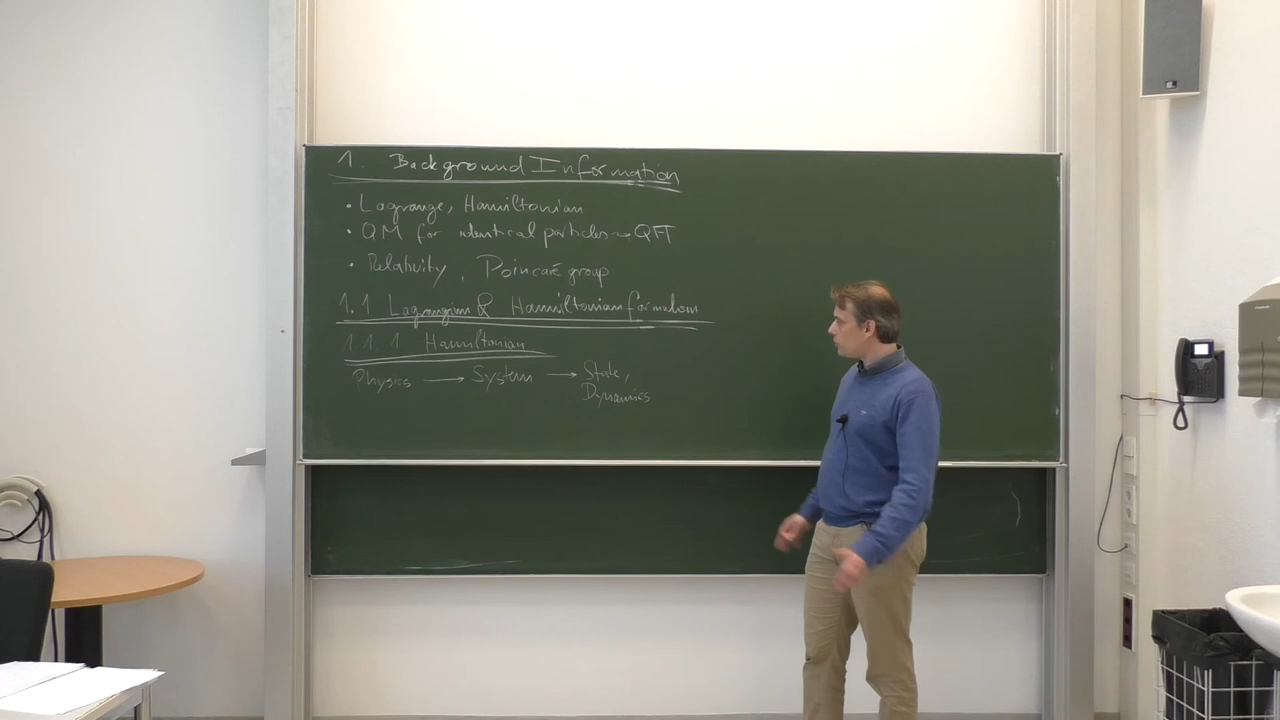 1. Background Information
• Lagrange, Hamiltonian
• QM for identical particles → QFT
• Relativity, Poincaré group
1.1 Lagrangian & Hamiltonian formalism
1.1.1 Hamiltonian
Physics → System → State,
Dynamics